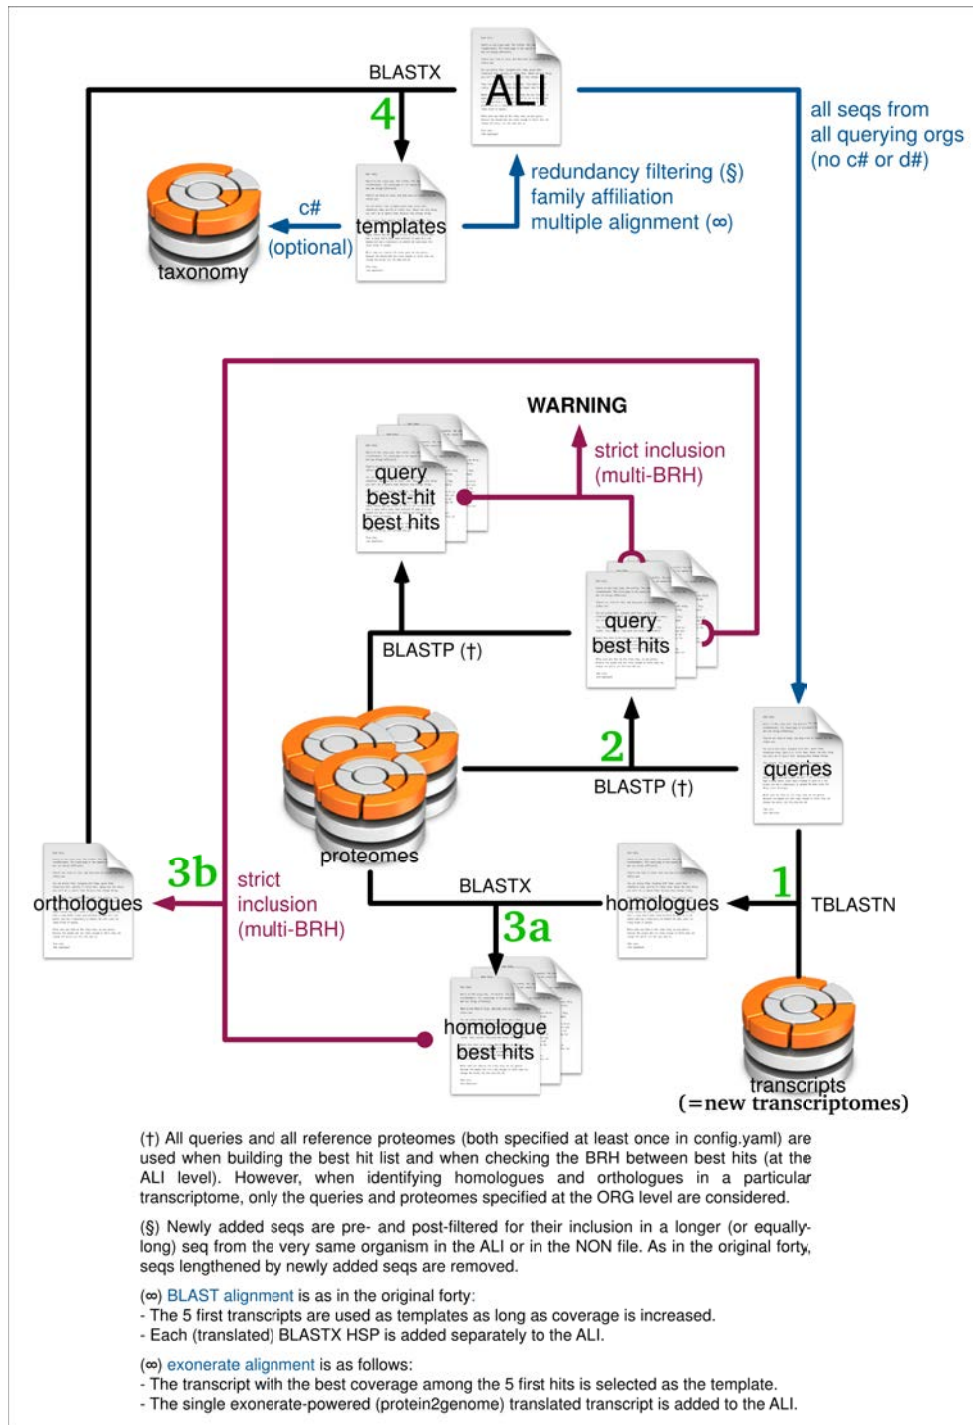 BLASTX
ALI
4
all seqs from
all querying orgs
(no c# or d#)
redundancy filtering (§)
family affiliation
multiple alignment (∞)
c#
(optional)
templates
taxonomy
WARNING
strict inclusion
(multi-BRH)
query
best-hit
best hits
query
best hits
BLASTP (†)
2
BLASTP (†)
queries
proteomes
3b
orthologues
strict
inclusion
(multi-BRH)
BLASTX
3a
homologues
1
TBLASTN
homologue
best hits
transcripts
(=new transcriptomes)
(†) All queries and all reference proteomes (both specified at least once in config.yaml) are
used when building the best hit list and when checking the BRH between best hits (at the
ALI level). However, when identifying homologues and orthologues in a particular
transcriptome, only the queries and proteomes specified at the ORG level are considered.
(§) Newly added seqs are pre- and post-filtered for their inclusion in a longer (or equally-
long) seq from the very same organism in the ALI or in the NON file. As in the original forty,
seqs lengthened by newly added seqs are removed.
(∞) BLAST alignment is as in the original forty:
- The 5 first transcripts are used as templates as long as coverage is increased.
- Each (translated) BLASTX HSP is added separately to the ALI.
(∞) exonerate alignment is as follows:
- The transcript with the best coverage among the 5 first hits is selected as the template.
- The single exonerate-powered (protein2genome) translated transcript is added to the ALI.